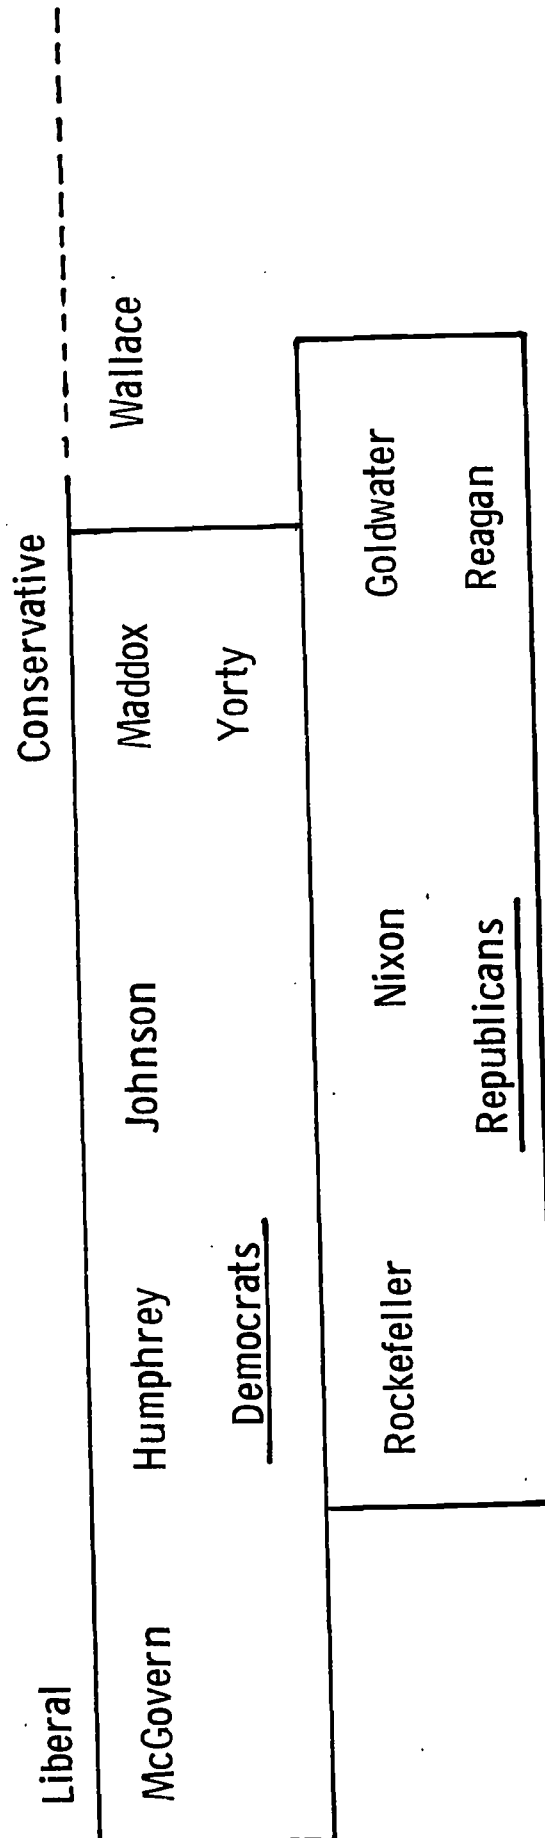 Liberal Conservative
McGovern Humphrey Johnson Maddox Wallace
Democrats Yorty
Rockefeller Nixon Goldwater
Republicans Reagan